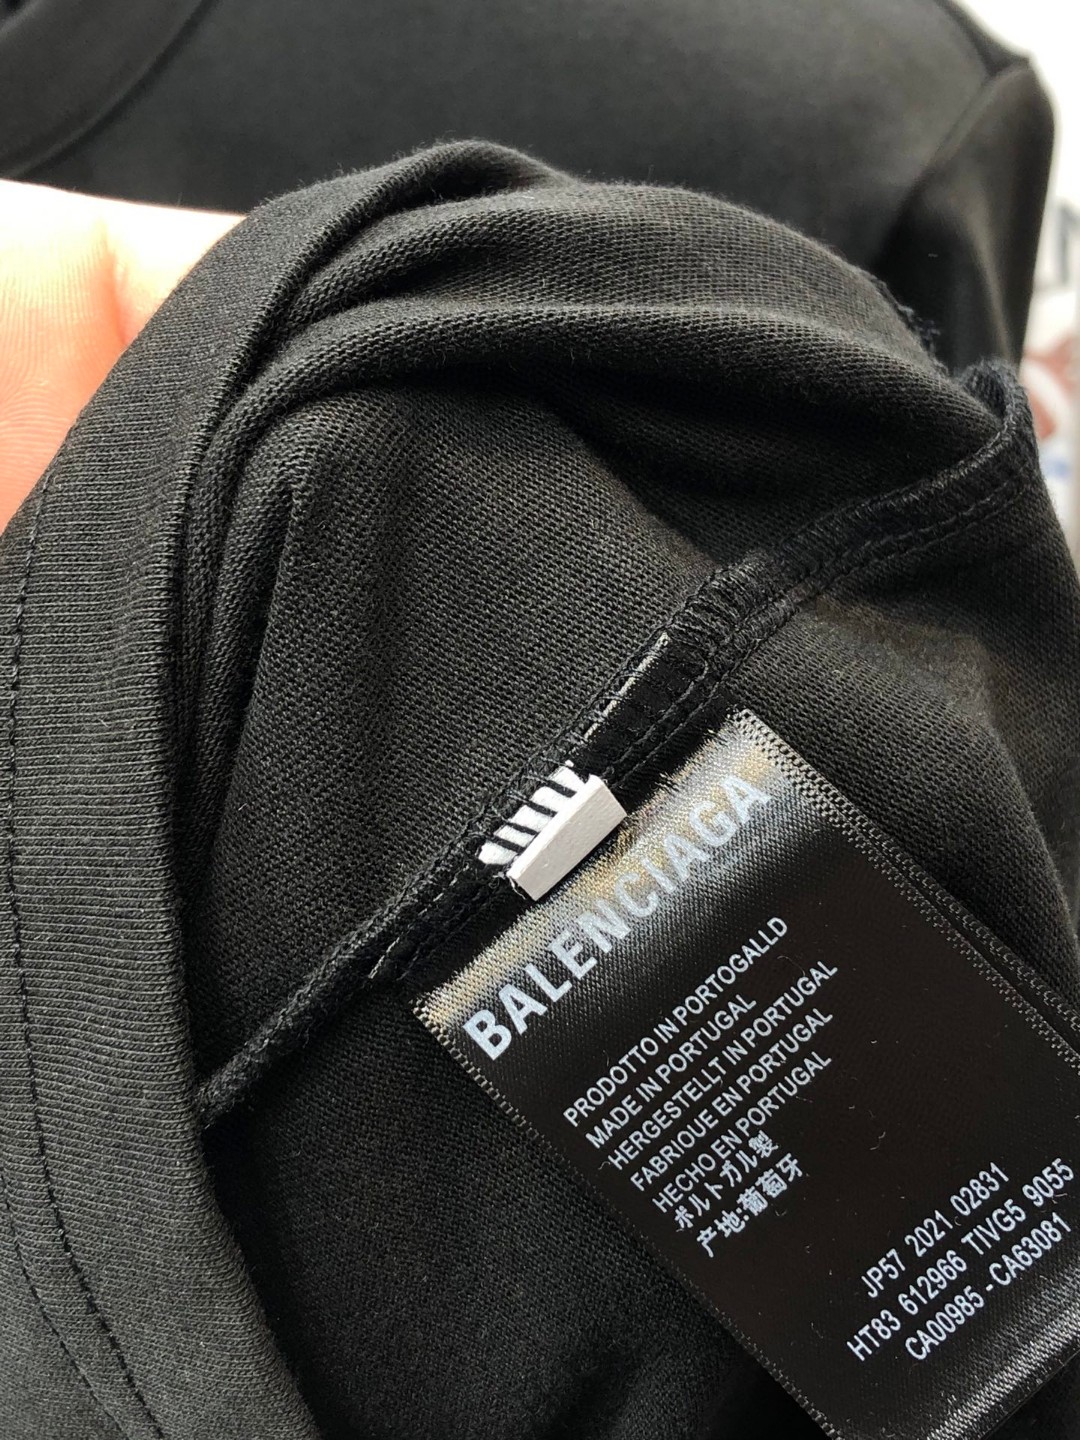 BALENCIAGA
PRODOTTO IN PORTOGALLD
MADE IN PORTUGAL
HERGESTELLT IN PORTUGAL
FABRIQUE EN PORTUGAL
HECHO EN PORTUGAL
ポルトガル製
产地:葡萄牙
JP57 2021 02831
HT83 612966 TIVG5 9055
CA00985 - CA63081